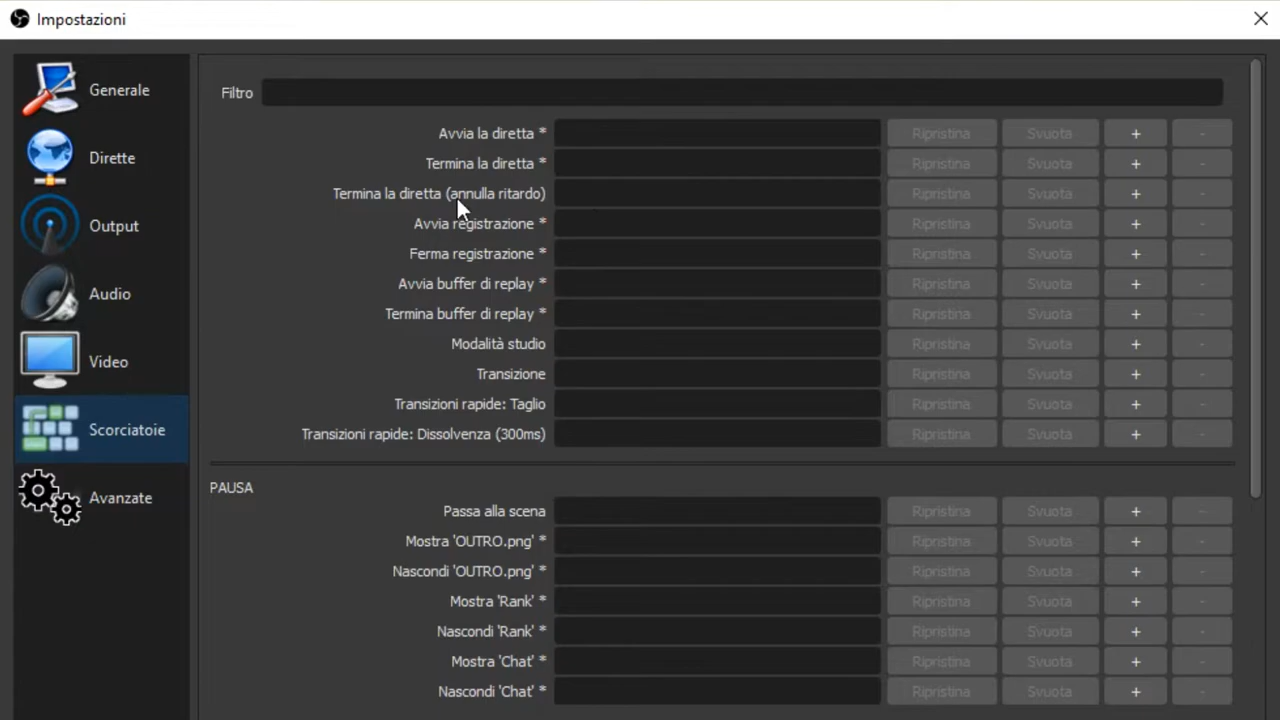 Impostazioni
Generale
Dirette
Output
Audio
Video
Scorciatoie
Avanzate
Filtro
Avvia la diretta * Ripristina Svuota + -
Termina la diretta * Ripristina Svuota + -
Termina la diretta (annulla ritardo) Ripristina Svuota + -
Avvia registrazione * Ripristina Svuota + -
Ferma registrazione * Ripristina Svuota + -
Avvia buffer di replay * Ripristina Svuota + -
Termina buffer di replay * Ripristina Svuota + -
Modalità studio Ripristina Svuota + -
Transizione Ripristina Svuota + -
Transizioni rapide: Taglio Ripristina Svuota + -
Transizioni rapide: Dissolvenza (300ms) Ripristina Svuota + -
PAUSA
Passa alla scena Ripristina Svuota + -
Mostra 'OUTRO.png' * Ripristina Svuota + -
Nascondi 'OUTRO.png' * Ripristina Svuota + -
Mostra 'Rank' * Ripristina Svuota + -
Nascondi 'Rank' * Ripristina Svuota + -
Mostra 'Chat' * Ripristina Svuota + -
Nascondi 'Chat' * Ripristina Svuota + -